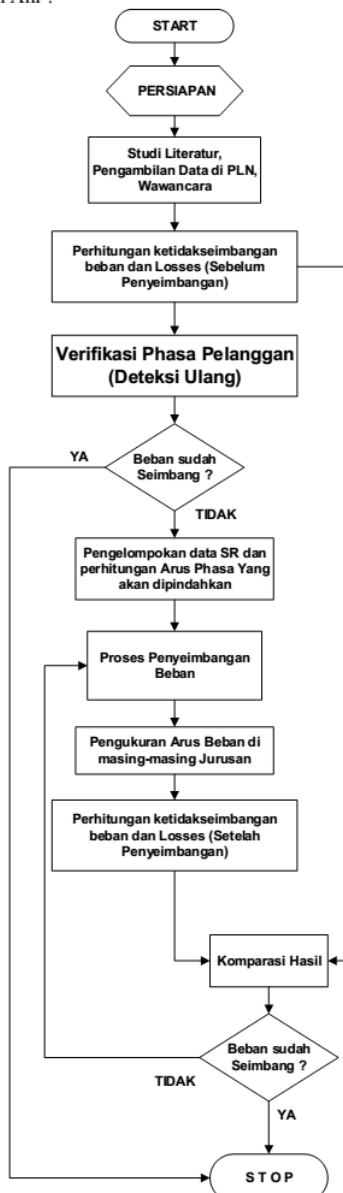 START
PERSIAPAN
Studi Literatur,
Pengambilan Data di PLN,
Wawancara
Perhitungan ketidakseimbangan
beban dan Losses (Sebelum
Penyeimbangan)
Verifikasi Phasa Pelanggan
(Deteksi Ulang)
YA
Beban sudah
Seimbang ?
TIDAK
Pengelompokan data SR dan
perhitungan Arus Phasa Yang
akan dipindahkan
Proses Penyeimbangan
Beban
Pengukuran Arus Beban di
masing-masing Jurusan
Perhitungan ketidakseimbangan
beban dan Losses (Setelah
Penyeimbangan)
Komparasi Hasil
Beban sudah
Seimbang ?
TIDAK
YA
S T O P